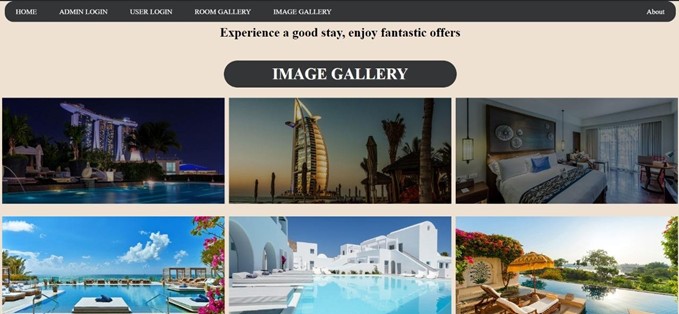 HOME ADMIN LOGIN USER LOGIN ROOM GALLERY IMAGE GALLERY About
Experience a good stay, enjoy fantastic offers
IMAGE GALLERY